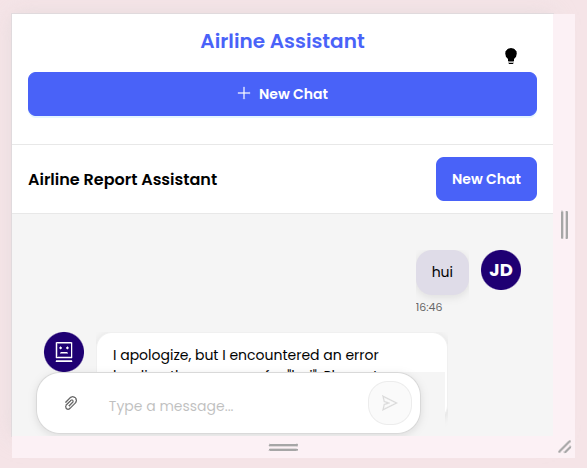 Airline Assistant
+ New Chat
Airline Report Assistant
New Chat
hui
JD
16:46
I apologize, but I encountered an error
Type a message...